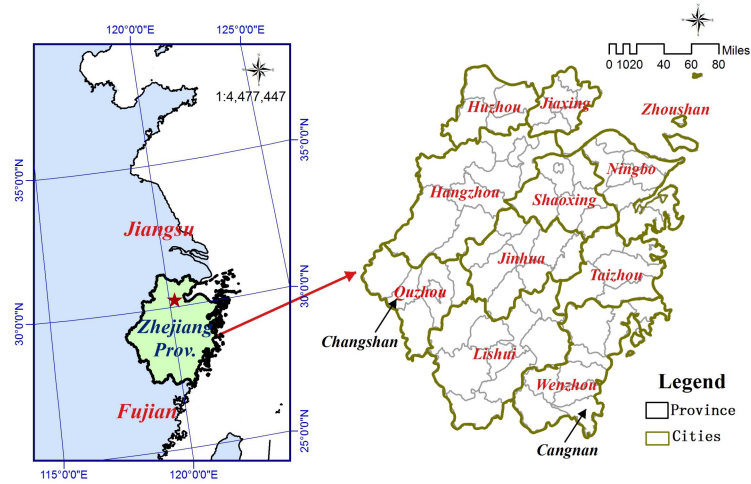 120°0'0"E
125°0'0"E
1:4,477,447
35°0'0"N
35°0'0"N
Jiangsu
30°0'0"N
30°0'0"N
Zhejiang
Prov.
Fujian
25°0'0"N
115°0'0"E
120°0'0"E
Miles
0 10 20 40 60 80
Huzhou
Jiaxing
Zhoushan
Hangzhou
Shaoxing
Ningbo
Jinhua
Taizhou
Quzhou
Changshan
Lishui
Wenzhou
Cangnan
Legend
Province
Cities